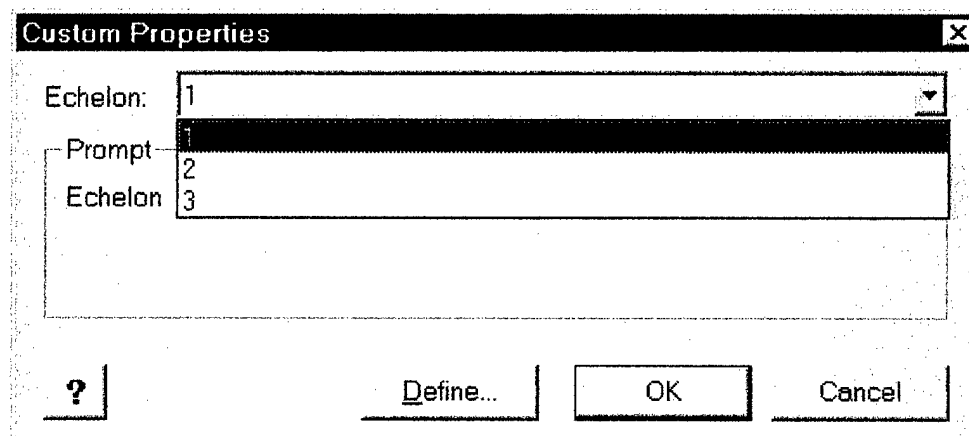 Custom Properties
Echelon: 1
1
Prompt
2
Echelon 3
? Define... OK Cancel